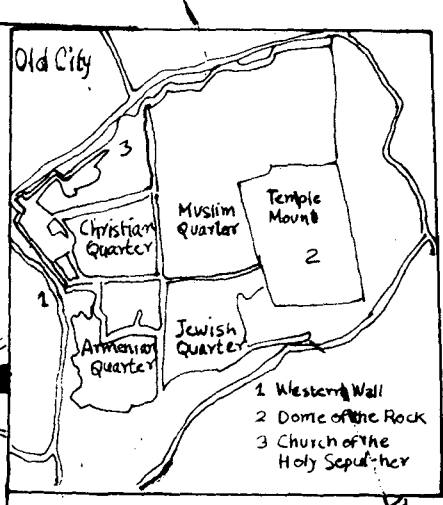 Old City
3
Christian
Quarter
Muslim
Quarter
Temple
Mount
2
1
Armenian
Quarter
Jewish
Quarter
1 Western Wall
2 Dome of the Rock
3 Church of the
Holy Sepulcher